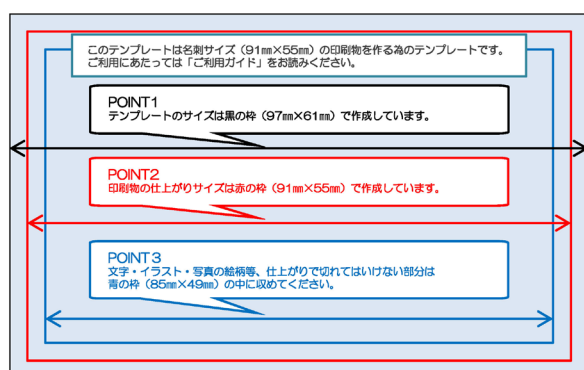 このテンプレートは名刺サイズ（91㎜×55㎜）の印刷物を作る為のテンプレートです。
ご利用にあたっては「ご利用ガイド」をお読みください。
POINT1
テンプレートのサイズは黒の枠（97㎜×61㎜）で作成しています。
POINT2
印刷物の仕上がりサイズは赤の枠（91㎜×55㎜）で作成しています。
POINT3
文字・イラスト・写真の絵柄等、仕上がりで切れてはいけない部分は
青の枠（85㎜×49㎜）の中に収めてください。